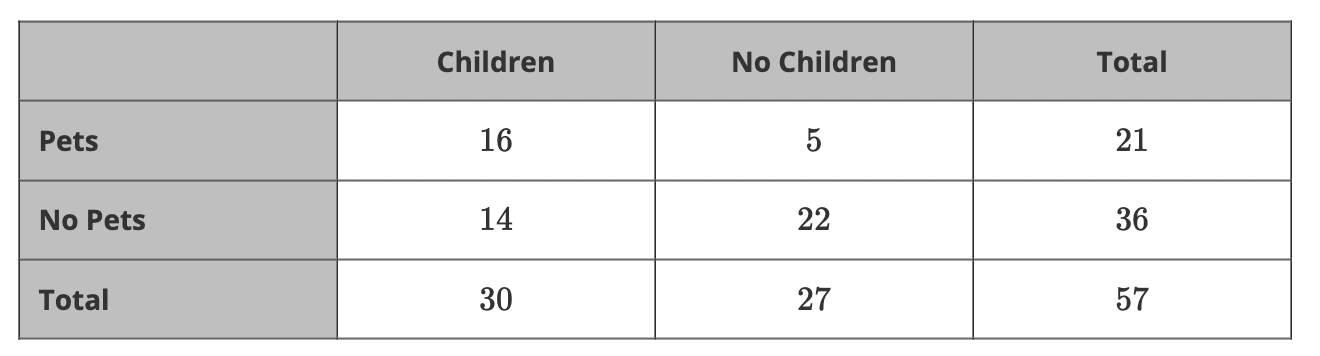 Children No Children Total
Pets 16 5 21
No Pets 14 22 36
Total 30 27 57